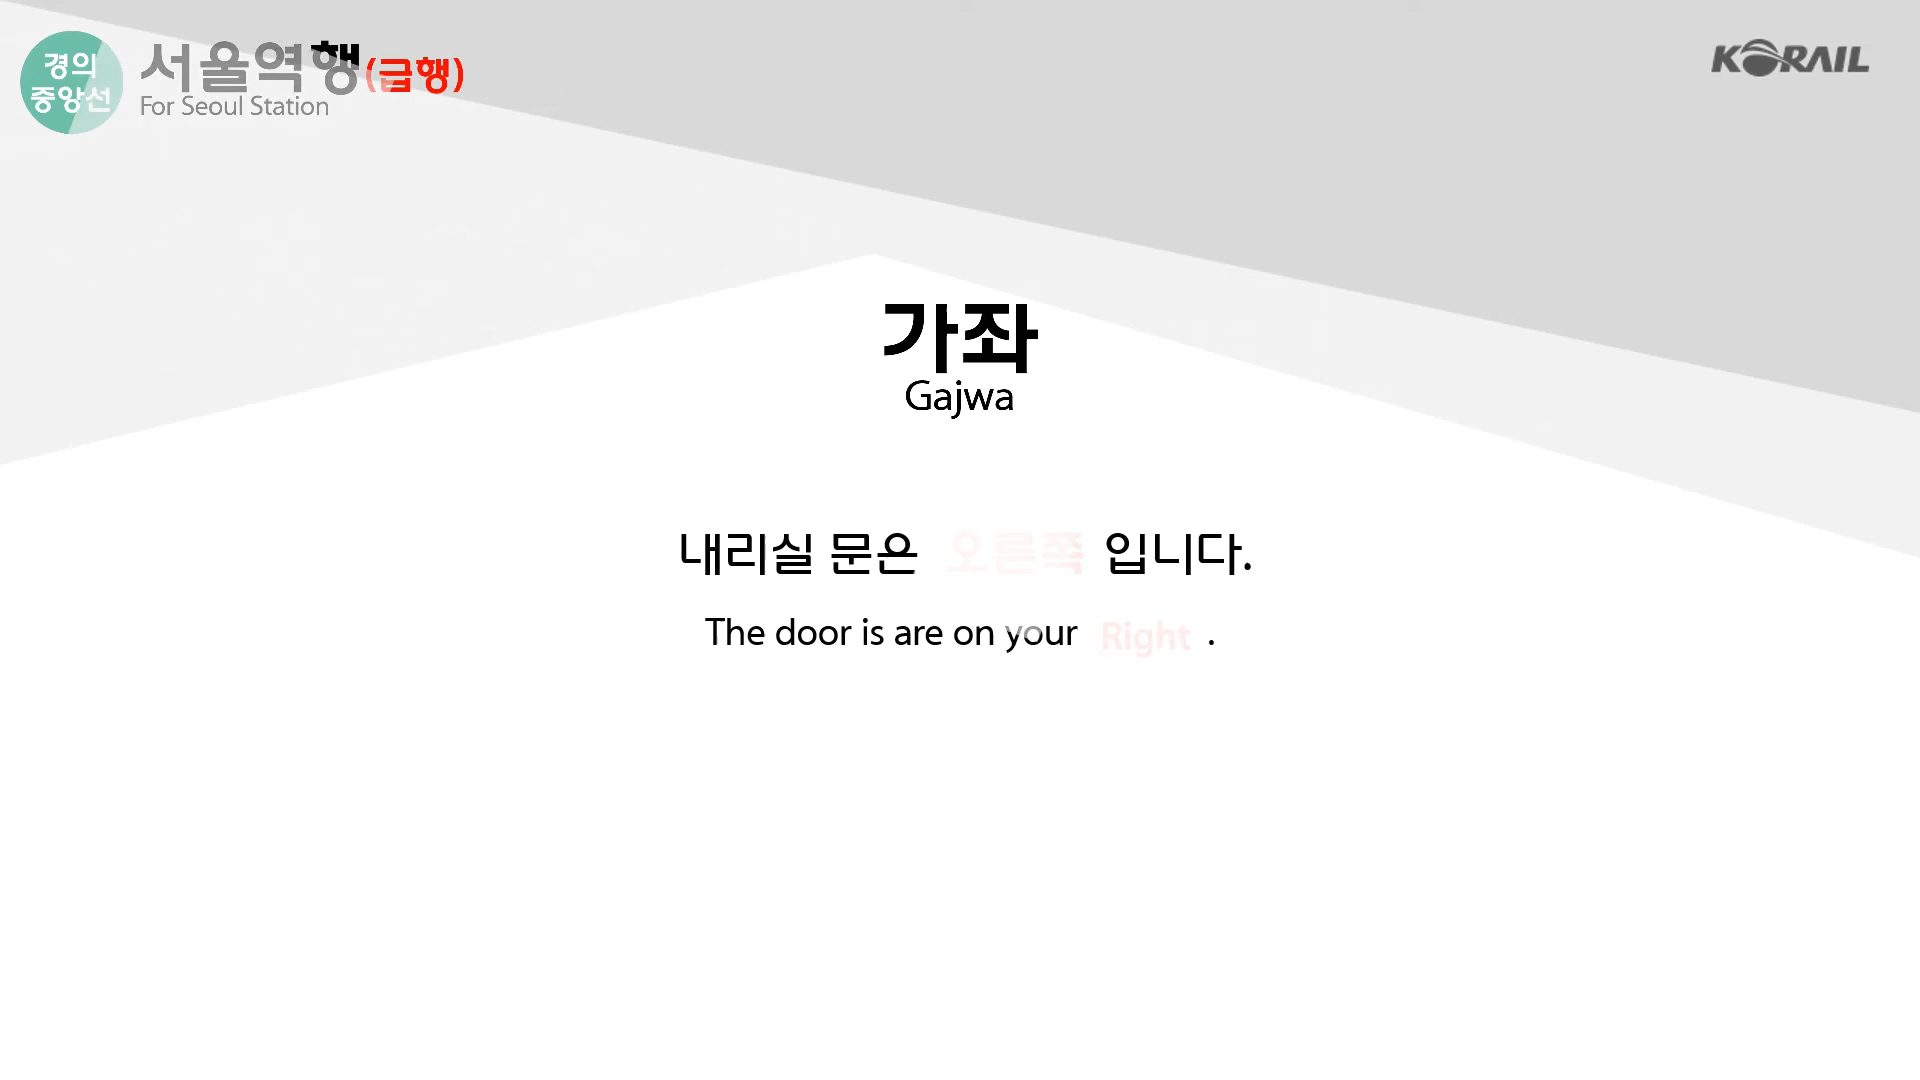 경의
중앙선
서울역행(급행)
For Seoul Station
KORAIL
가좌
Gajwa
내리실 문은 오른쪽 입니다.
The door is are on your Right .